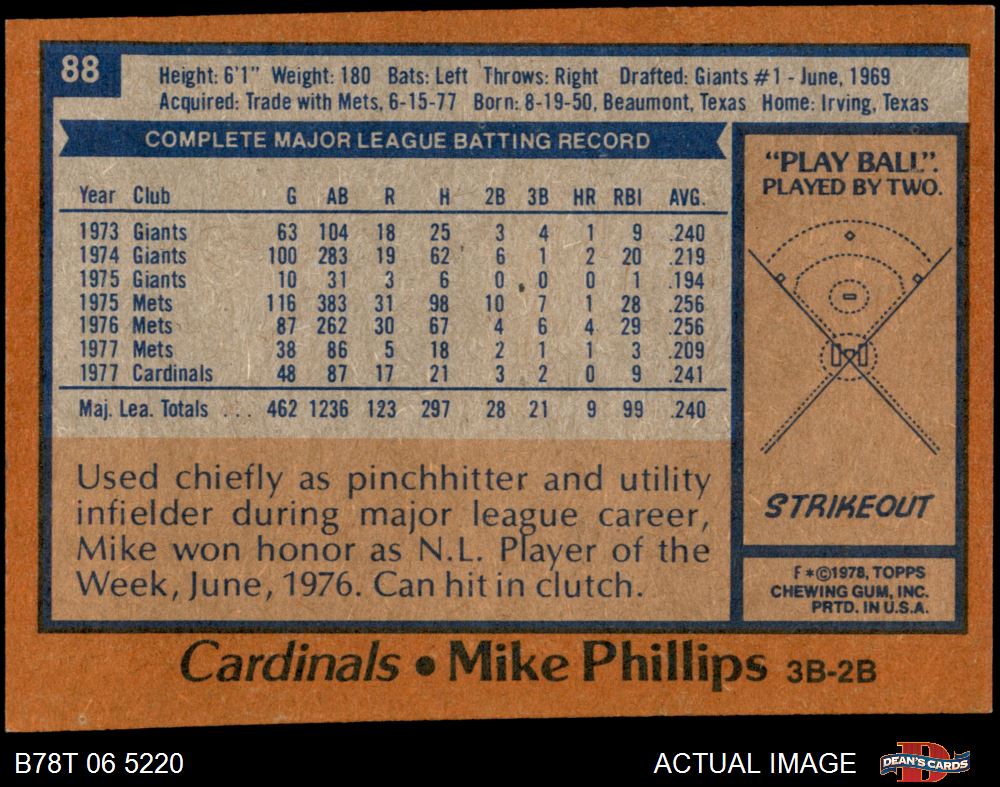 88
Height: 6'1" Weight: 180 Bats: Left Throws: Right Drafted: Giants #1 - June, 1969
Acquired: Trade with Mets, 6-15-77 Born: 8-19-50, Beaumont, Texas Home: Irving, Texas
COMPLETE MAJOR LEAGUE BATTING RECORD
Year Club G AB R H 2B 3B HR RBI AVG.
1973 Giants 63 104 18 25 3 4 1 9 .240
1974 Giants 100 283 19 62 6 1 2 20 .219
1975 Giants 10 31 3 6 0 0 0 1 .194
1975 Mets 116 383 31 98 10 7 1 28 .256
1976 Mets 87 262 30 67 4 6 4 29 .256
1977 Mets 38 86 5 18 2 1 1 3 .209
1977 Cardinals 48 87 17 21 3 2 0 9 .241
Maj. Lea. Totals ... 462 1236 123 297 28 21 9 99 .240
Used chiefly as pinchhitter and utility
infielder during major league career,
Mike won honor as N.L. Player of the
Week, June, 1976. Can hit in clutch.
"PLAY BALL".
PLAYED BY TWO.
STRIKEOUT
F*©1978, TOPPS
CHEWING GUM, INC.
PRTD. IN U.S.A.
Cardinals • Mike Phillips 3B-2B
B78T 06 5220
ACTUAL IMAGE
DEAN'S CARDS